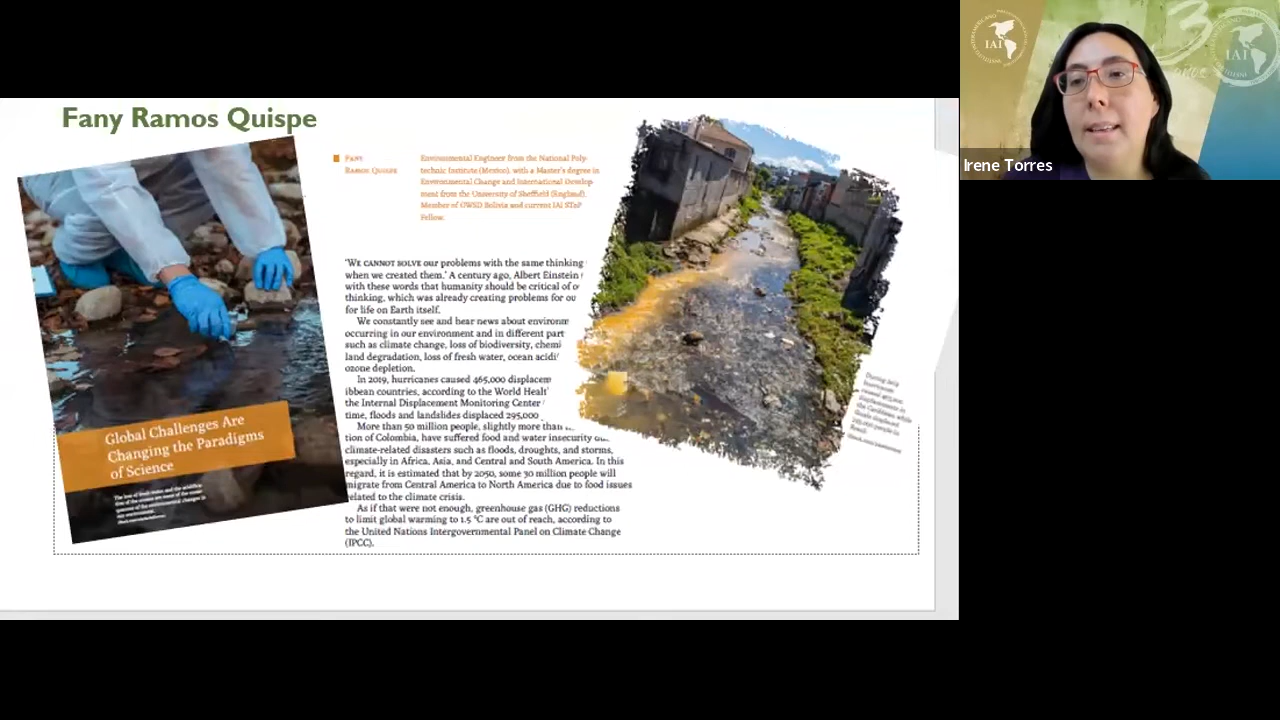 Fany Ramos Quispe
FANY
RAMOS QUISPE
Environmental Engineer from the National Poly-
technic Institute (Mexico), with a Master's degree in
Environmental Change and International Develop-
ment from the University of Sheffield (England).
Member of OWSD Bolivia and current IAI STeP
Fellow.
'WE CANNOT SOLVE our problems with the same thinking
when we created them.' A century ago, Albert Einstein
with these words that humanity should be critical of
thinking, which was already creating problems for
for life on Earth itself.
We constantly see and hear news about
occurring in our environment and in different
such as climate change, loss of biodiversity,
land degradation, loss of fresh water, ocean
ozone depletion.
In 2019, hurricanes caused 465,000
ibbean countries, according to the World
the Internal Displacement Monitoring Center
time, floods and landslides displaced 295,000
More than 50 million people, slightly more than
tion of Colombia, have suffered food and water insecurity
climate-related disasters such as floods, droughts, and storms,
especially in Africa, Asia, and Central and South America. In this
regard, it is estimated that by 2050, some 30 million people will
migrate from Central America to North America due to food issues
related to the climate crisis.
As if that were not enough, greenhouse gas (GHG) reductions
to limit global warming to 1.5 °C are out of reach, according to
the United Nations Intergovernmental Panel on Climate Change
(IPCC).
Global Challenges Are
Changing the Paradigms
of Science
IAI
30
años
IAI
Irene Torres